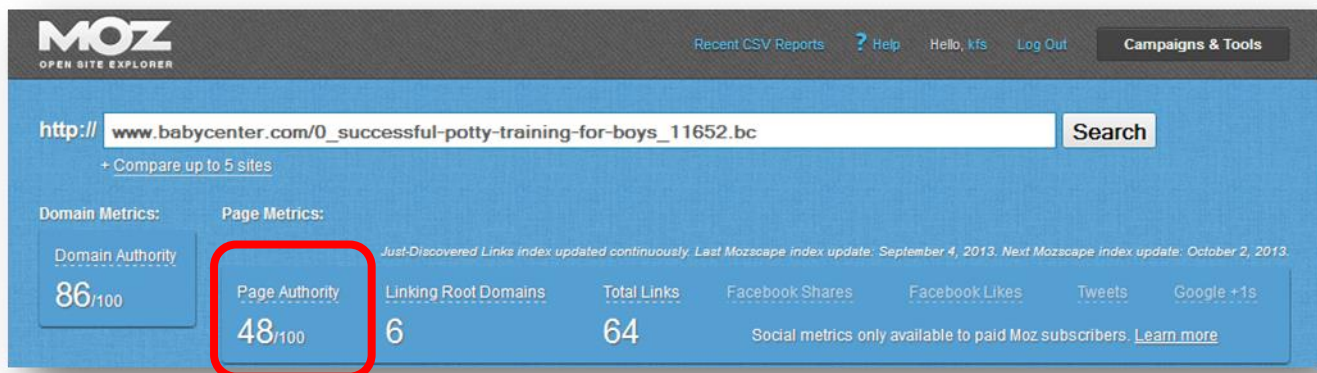 MOZ
OPEN SITE EXPLORER
Recent CSV Reports ? Help Hello, kfs Log Out Campaigns & Tools
http:// www.babycenter.com/0_successful-potty-training-for-boys_11652.bc Search
+ Compare up to 5 sites
Domain Metrics: Page Metrics:
Just-Discovered Links index updated continuously. Last Mozscape index update: September 4, 2013. Next Mozscape index update: October 2, 2013.
Domain Authority
86/100
Page Authority Linking Root Domains Total Links Facebook Shares Facebook Likes Tweets Google +1s
48/100 6 64 Social metrics only available to paid Moz subscribers. Learn more